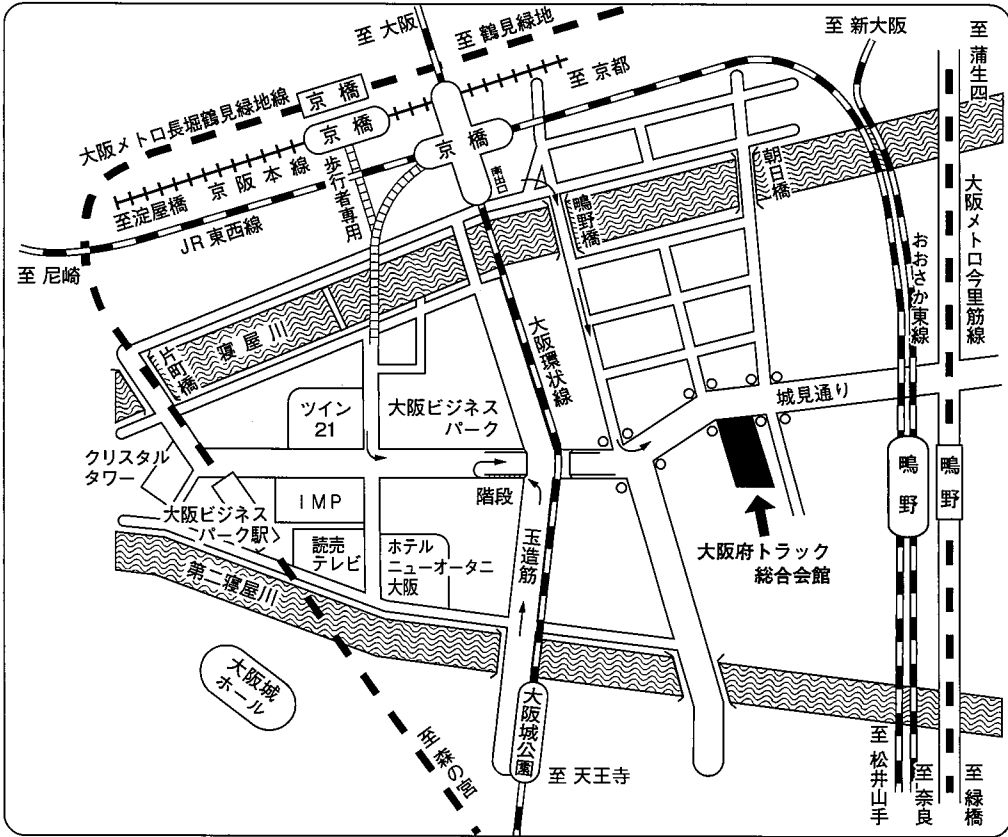 至 大阪
至 鶴見緑地
至 新大阪
至 蒲生四
大阪メトロ長堀鶴見緑地線
京橋
至 京都
京橋
京阪本線
至淀屋橋
歩行者専用
京橋
南出口
JR東西線
至 尼崎
鴫野橋
朝日橋
おおさか東線
大阪メトロ今里筋線
片町橋
寝屋川
大阪環状線
ツイン
21
大阪ビジネス
パーク
城見通り
クリスタル
タワー
IMP
階段
鴫野
鴫野
大阪ビジネス
パーク駅
読売
テレビ
ホテル
ニューオータニ
大阪
玉造筋
大阪府トラック
総合会館
第二寝屋川
大阪城
ホール
大阪城公園
至 森の宮
至 天王寺
至 松井山手
至 奈良
至 緑橋